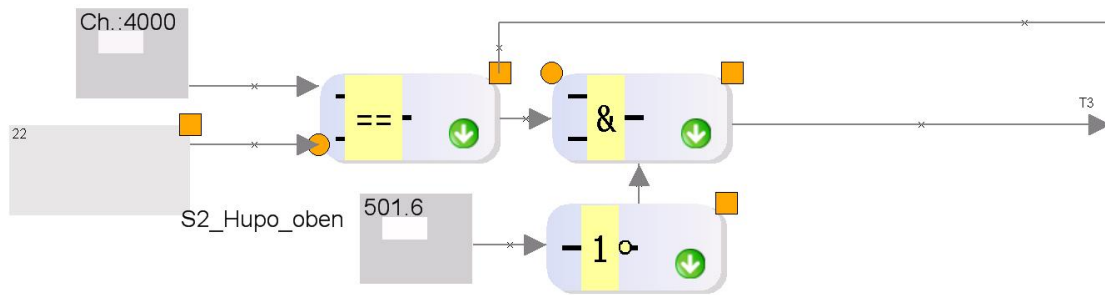 Ch.:4000
22
==
&
T3
S2_Hupo_oben
501.6
1